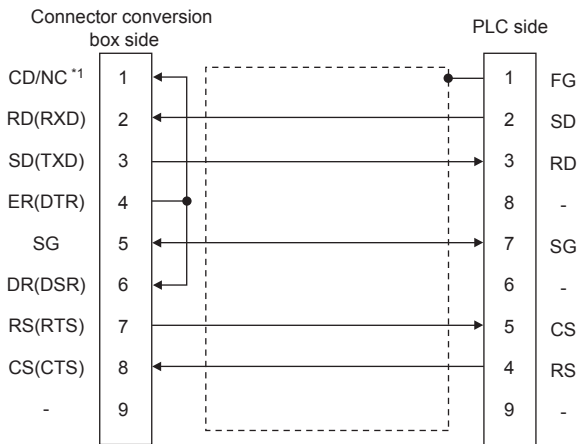 Connector conversion
box side
PLC side
CD/NC *1 1 1 FG
RD(RXD) 2 2 SD
SD(TXD) 3 3 RD
ER(DTR) 4 8 -
SG 5 7 SG
DR(DSR) 6 6 -
RS(RTS) 7 5 CS
CS(CTS) 8 4 RS
- 9 9 -